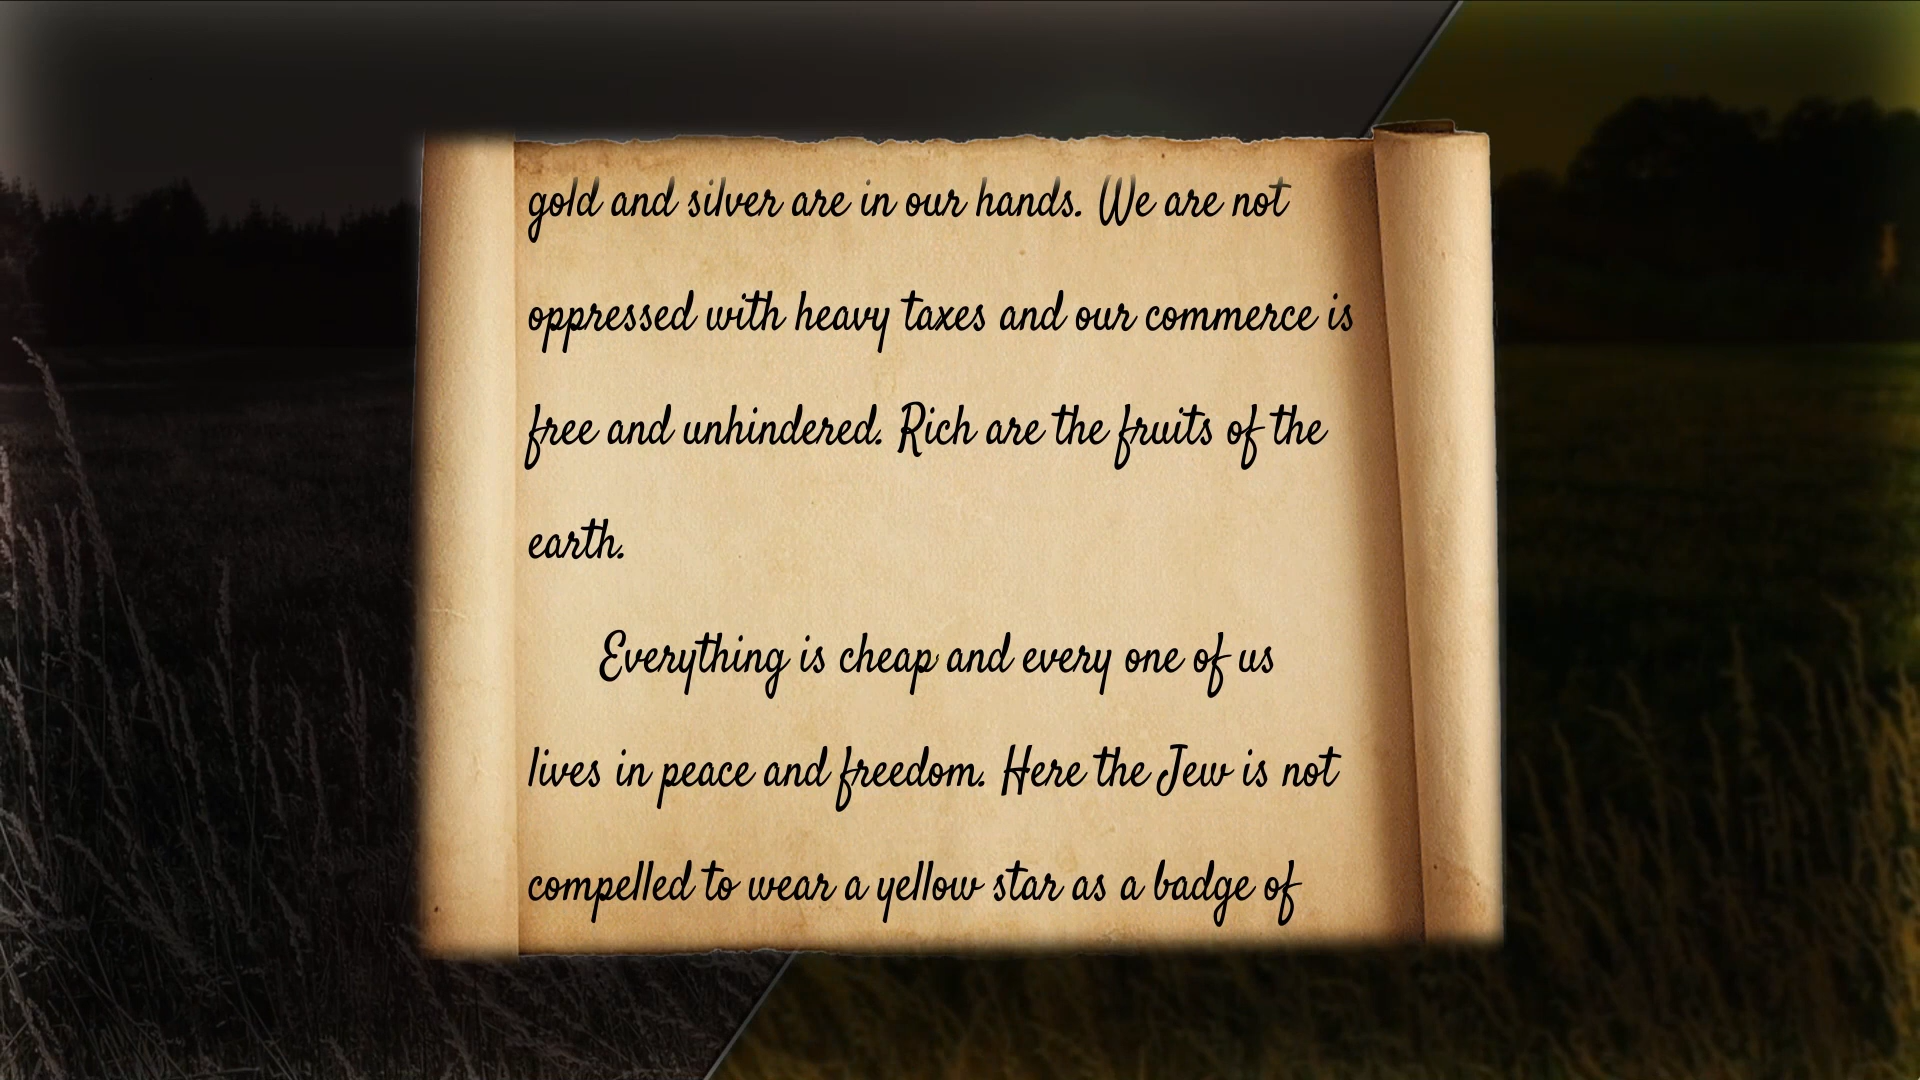 gold and silver are in our hands. We are not
oppressed with heavy taxes and our commerce is
free and unhindered. Rich are the fruits of the
earth.
Everything is cheap and every one of us
lives in peace and freedom. Here the Jew is not
compelled to wear a yellow star as a badge of